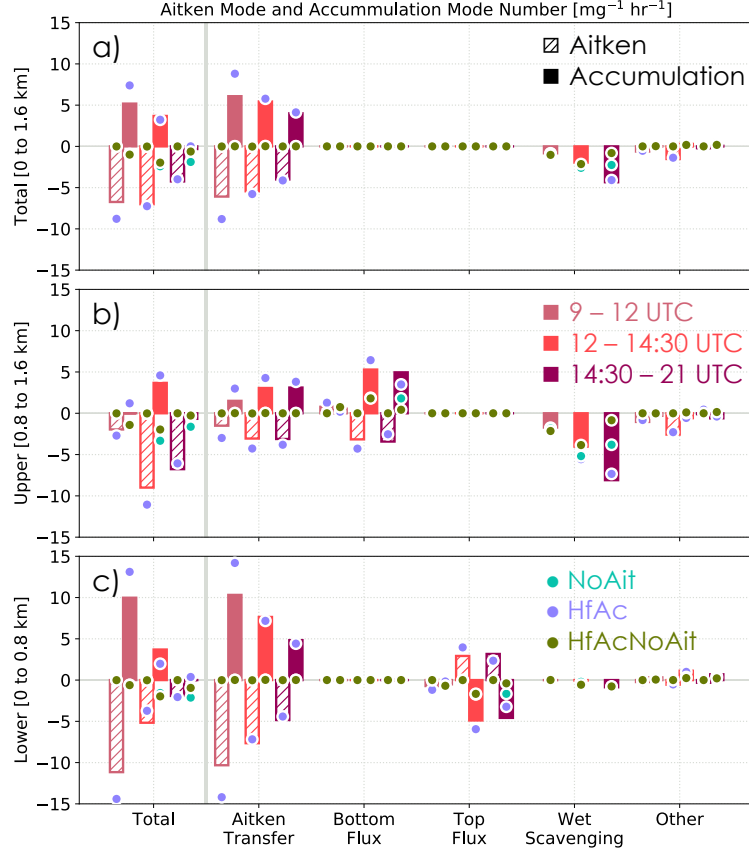 Aitken Mode and Accummulation Mode Number [mg⁻¹ hr⁻¹]
a)
Aitken
Accumulation
Total [0 to 1.6 km]
15
10
5
0
−5
−10
−15
b)
9 – 12 UTC
12 – 14:30 UTC
14:30 – 21 UTC
Upper [0.8 to 1.6 km]
15
10
5
0
−5
−10
−15
c)
NoAit
HfAc
HfAcNoAit
Lower [0 to 0.8 km]
15
10
5
0
−5
−10
−15
Total
Aitken
Transfer
Bottom
Flux
Top
Flux
Wet
Scavenging
Other